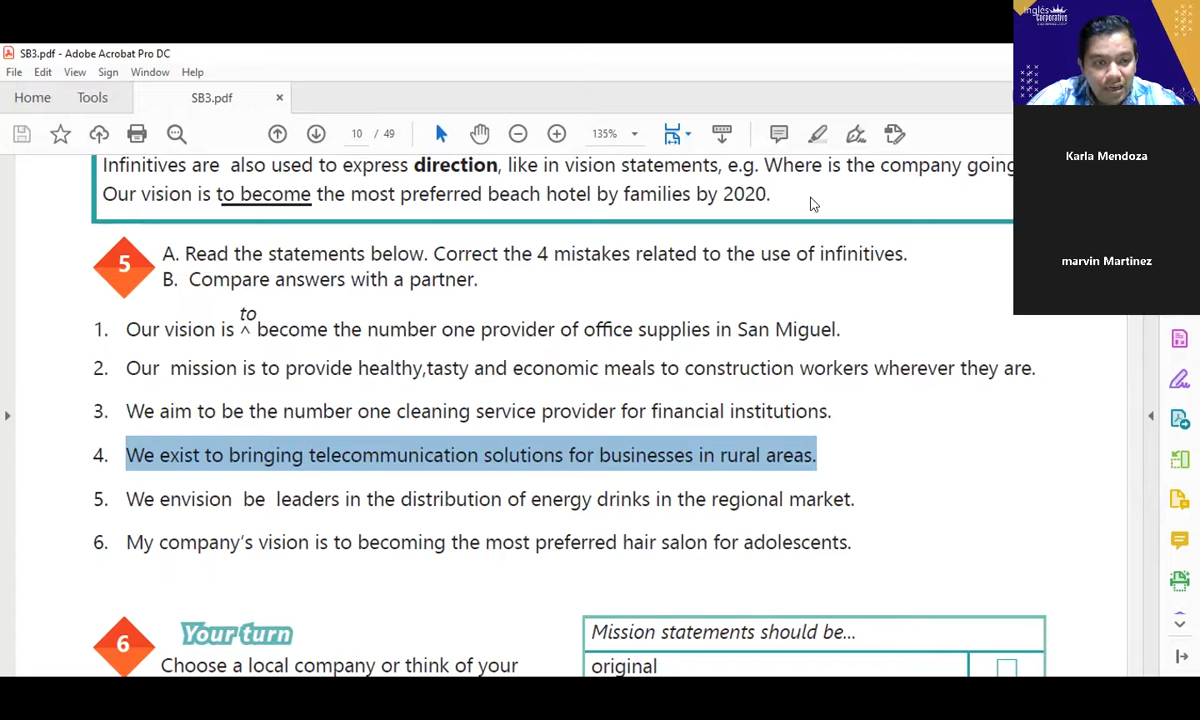 Inglés
Corporativo
SB3.pdf - Adobe Acrobat Pro DC
File Edit View Sign Window Help
Home Tools SB3.pdf ×
10 / 49 135%
Karla Mendoza
marvin Martinez
Infinitives are also used to express direction, like in vision statements, e.g. Where is the company going
Our vision is to become the most preferred beach hotel by families by 2020.
5 A. Read the statements below. Correct the 4 mistakes related to the use of infinitives.
B. Compare answers with a partner.
to
1. Our vision is ^ become the number one provider of office supplies in San Miguel.
2. Our mission is to provide healthy,tasty and economic meals to construction workers wherever they are.
3. We aim to be the number one cleaning service provider for financial institutions.
4. We exist to bringing telecommunication solutions for businesses in rural areas.
5. We envision be leaders in the distribution of energy drinks in the regional market.
6. My company's vision is to becoming the most preferred hair salon for adolescents.
6 Your turn
Choose a local company or think of your
Mission statements should be...
original